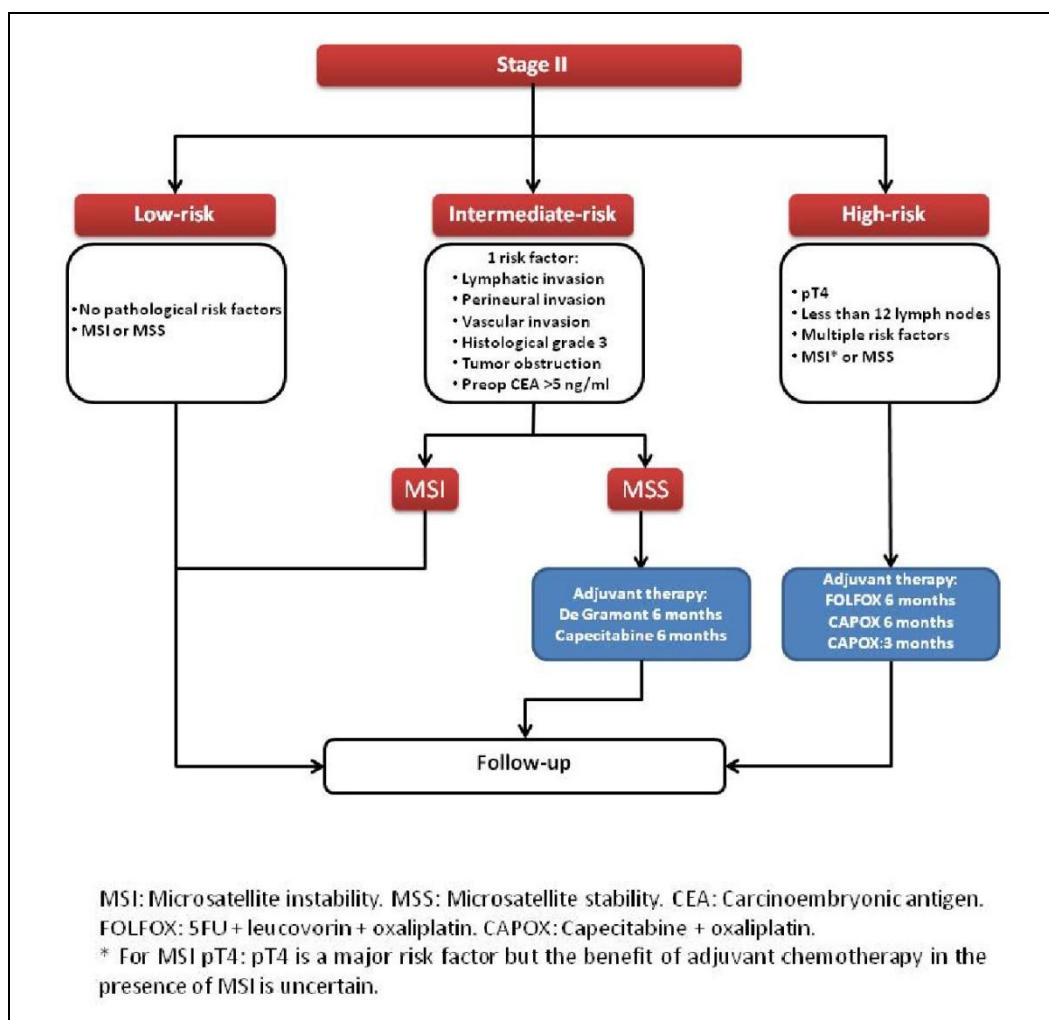 Stage II
Low-risk
• No pathological risk factors
• MSI or MSS
Intermediate-risk
1 risk factor:
• Lymphatic invasion
• Perineural invasion
• Vascular invasion
• Histological grade 3
• Tumor obstruction
• Preop CEA >5 ng/ml
High-risk
• pT4
• Less than 12 lymph nodes
• Multiple risk factors
• MSI* or MSS
MSI
MSS
Adjuvant therapy:
De Gramont 6 months
Capecitabine 6 months
Adjuvant therapy:
FOLFOX 6 months
CAPOX 6 months
CAPOX:3 months
Follow-up
MSI: Microsatellite instability. MSS: Microsatellite stability. CEA: Carcinoembryonic antigen.
FOLFOX: 5FU + leucovorin + oxaliplatin. CAPOX: Capecitabine + oxaliplatin.
* For MSI pT4: pT4 is a major risk factor but the benefit of adjuvant chemotherapy in the
presence of MSI is uncertain.